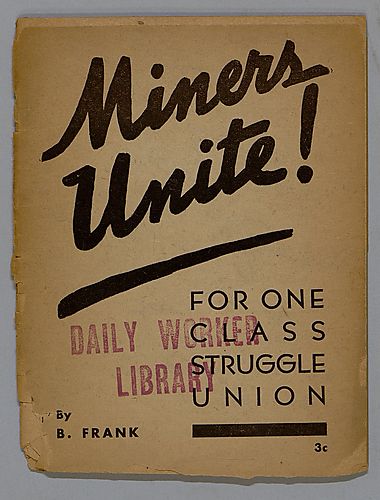 Miners
Unite!
FOR ONE
CLASS
STRUGGLE
UNION
DAILY WORKER
LIBRARY
By
B. FRANK
3c